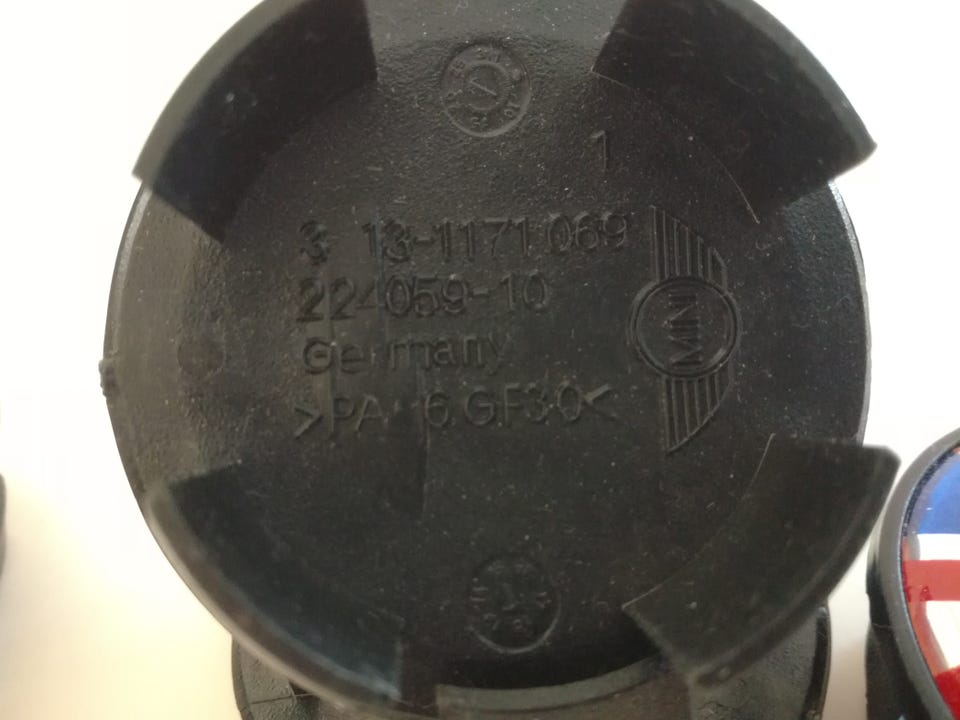 1
3 13-1171 069
224059-10
Germany
>PA 6.GF30<
MINI